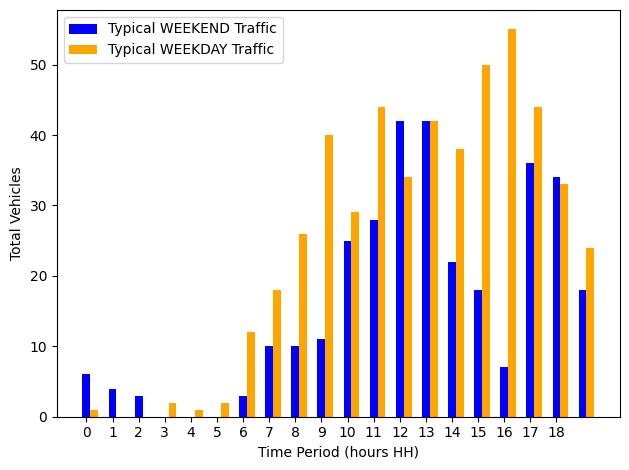 Typical WEEKEND Traffic
Typical WEEKDAY Traffic
50
40
30
20
10
0
Total Vehicles
0 1 2 3 4 5 6 7 8 9 10 11 12 13 14 15 16 17 18
Time Period (hours HH)